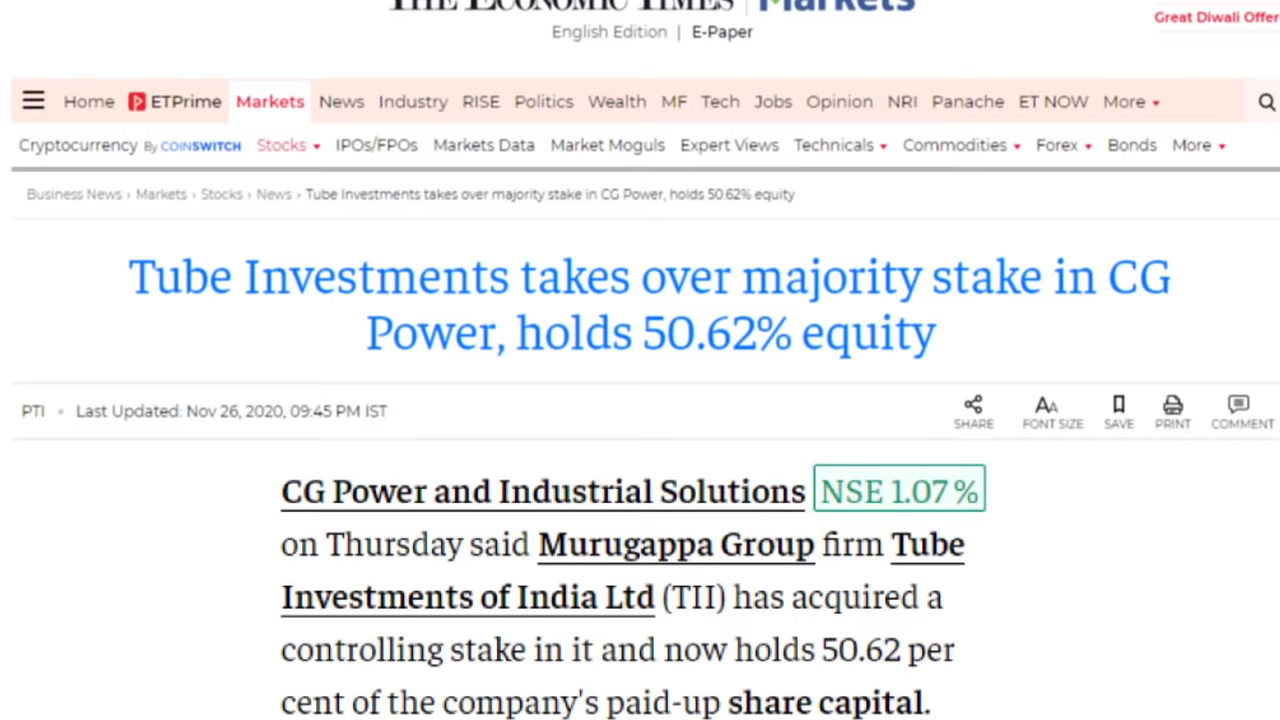 THE ECONOMIC TIMES | Markets
English Edition | E-Paper
Great Diwali Offer
Home ETPrime Markets News Industry RISE Politics Wealth MF Tech Jobs Opinion NRI Panache ET NOW More
Cryptocurrency By COINSWITCH Stocks IPOs/FPOs Markets Data Market Moguls Expert Views Technicals Commodities Forex Bonds More
Business News › Markets › Stocks › News › Tube Investments takes over majority stake in CG Power, holds 50.62% equity
Tube Investments takes over majority stake in CG
Power, holds 50.62% equity
PTI • Last Updated: Nov 26, 2020, 09:45 PM IST
SHARE FONT SIZE SAVE PRINT COMMENT
CG Power and Industrial Solutions NSE 1.07 %
on Thursday said Murugappa Group firm Tube
Investments of India Ltd (TII) has acquired a
controlling stake in it and now holds 50.62 per
cent of the company's paid-up share capital.